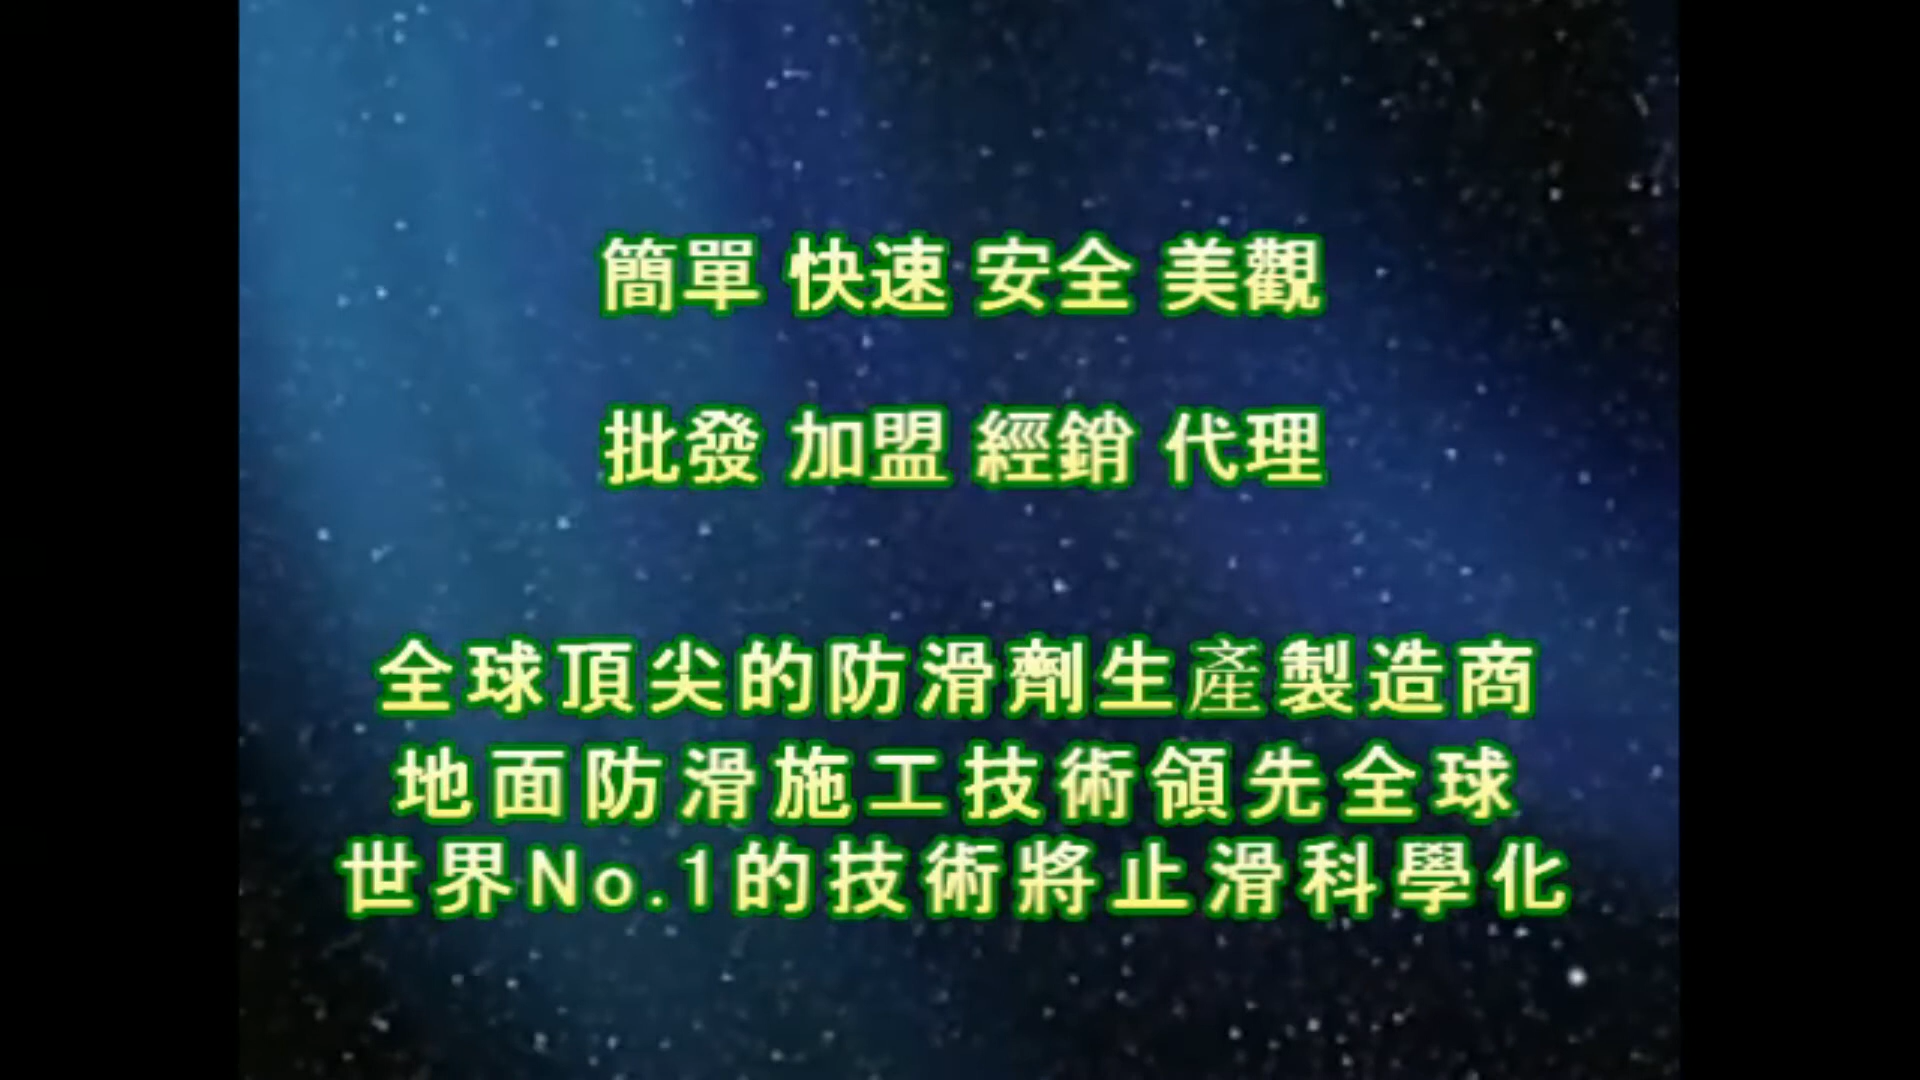 簡單 快速 安全 美觀
批發 加盟 經銷 代理
全球頂尖的防滑劑生產製造商
地面防滑施工技術領先全球
世界No.1的技術將止滑科學化